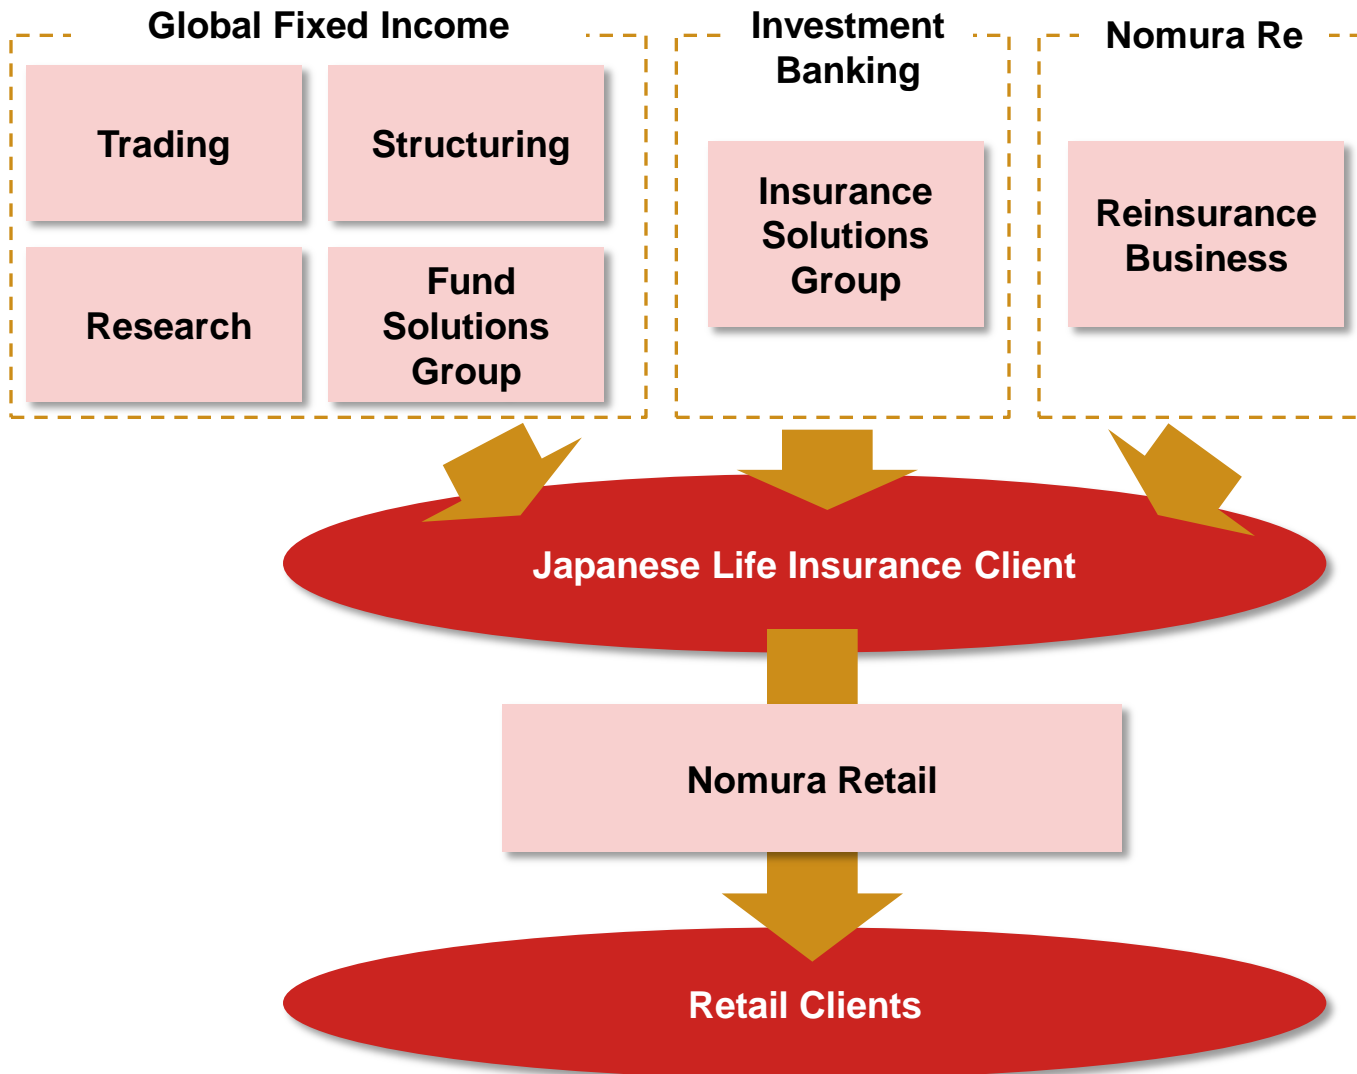 Global Fixed Income
Trading
Structuring
Research
Fund
Solutions
Group
Investment
Banking
Insurance
Solutions
Group
Nomura Re
Reinsurance
Business
Japanese Life Insurance Client
Nomura Retail
Retail Clients